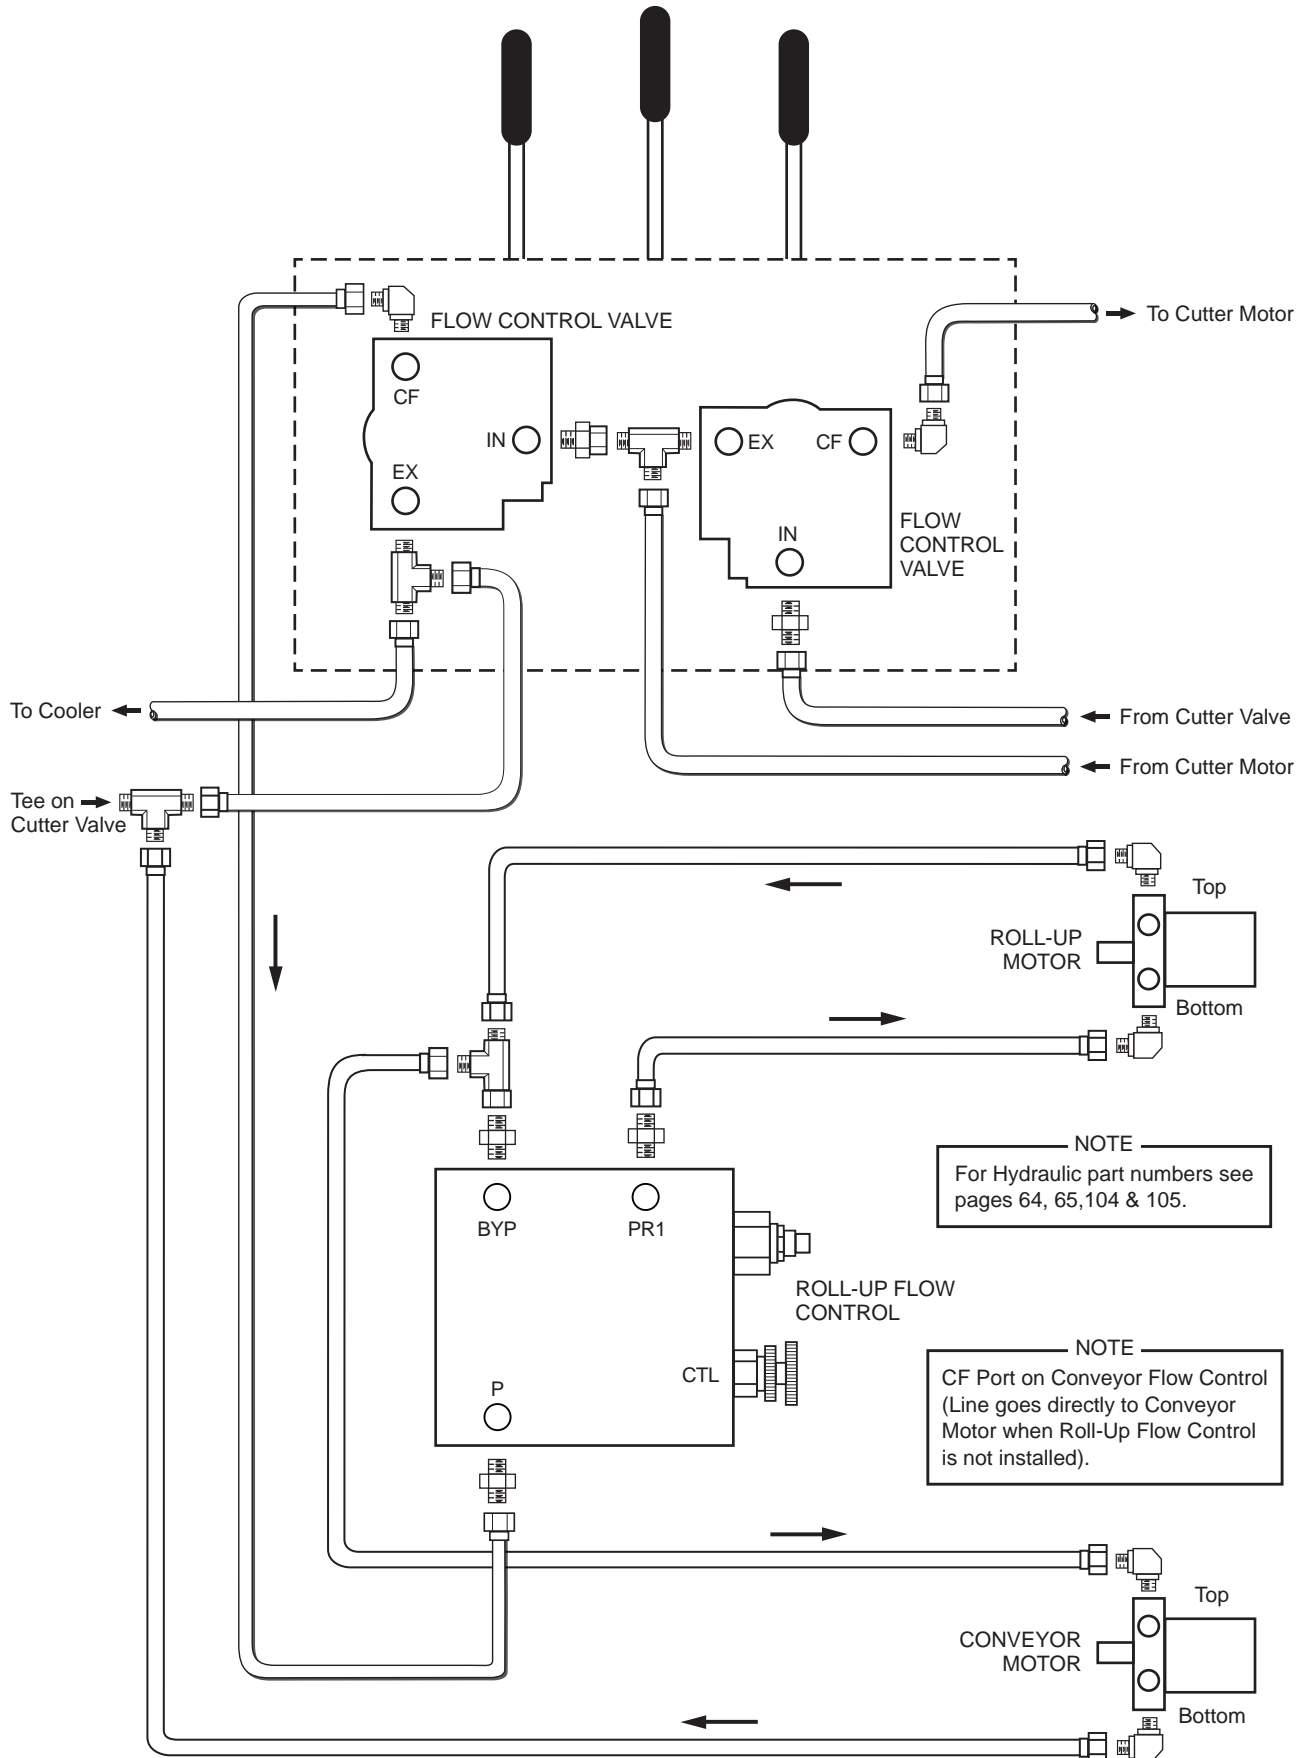 FLOW CONTROL VALVE
To Cutter Motor
CF
IN
EX
EX
CF
IN
FLOW
CONTROL
VALVE
To Cooler
From Cutter Valve
From Cutter Motor
Tee on
Cutter Valve
Top
ROLL-UP
MOTOR
Bottom
NOTE
For Hydraulic part numbers see
pages 64, 65,104 & 105.
BYP
PR1
ROLL-UP FLOW
CONTROL
CTL
P
NOTE
CF Port on Conveyor Flow Control
(Line goes directly to Conveyor
Motor when Roll-Up Flow Control
is not installed).
Top
CONVEYOR
MOTOR
Bottom